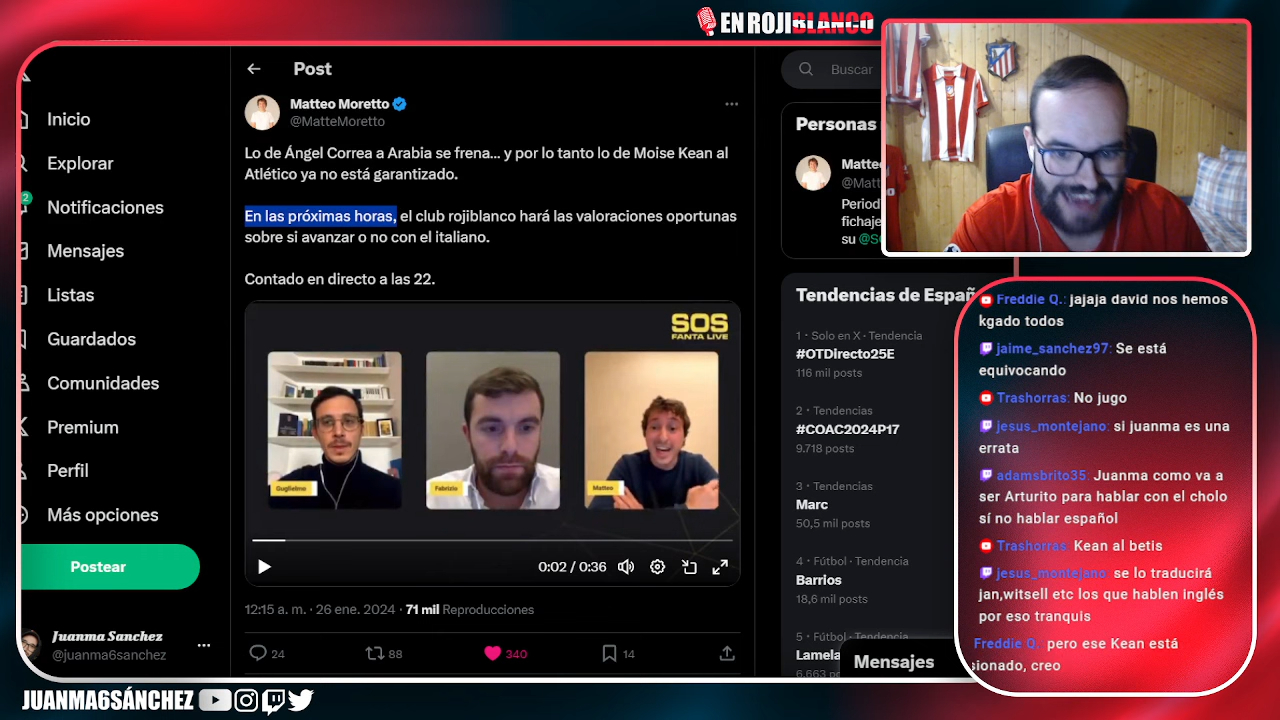 EN ROJIBLANCO
Inicio
Explorar
2
Notificaciones
Mensajes
Listas
Guardados
Comunidades
Premium
Perfil
Más opciones
Postear
Juanma Sanchez
@juanma6sanchez
Post
Matteo Moretto
@MatteMoretto
Lo de Ángel Correa a Arabia se frena... y por lo tanto lo de Moise Kean al
Atlético ya no está garantizado.
En las próximas horas, el club rojiblanco hará las valoraciones oportunas
sobre si avanzar o no con el italiano.
Contado en directo a las 22.
SOS
FANTA LIVE
Guglielmo
Fabrizio
Matteo
0:02 / 0:36
12:15 a. m. · 26 ene. 2024 · 71 mil Reproducciones
24
88
340
14
Buscar
Personas
Matte
@Matt
Period
fichaje
su @S
Tendencias de Españ
1 · Solo en X · Tendencia
#OTDirecto25E
116 mil posts
2 · Tendencias
#COAC2024P17
9.718 posts
3 · Tendencias
Marc
50,5 mil posts
4 · Fútbol · Tendencia
Barrios
18,6 mil posts
5 · Fútbol · Tendencia
Lamela
6.663 posts
Mensajes
Freddie Q.: jajaja david nos hemos
kgado todos
jaime_sanchez97: Se está
equivocando
Trashorras: No jugo
jesus_montejano: si juanma es una
errata
adamsbrito35: Juanma como va a
ser Arturito para hablar con el cholo
sí no hablar español
Trashorras: Kean al betis
jesus_montejano: se lo traducirá
jan,witsell etc los que hablen inglés
por eso tranquis
Freddie Q.: pero ese Kean está
sionado, creo
JUANMA6SÁNCHEZ